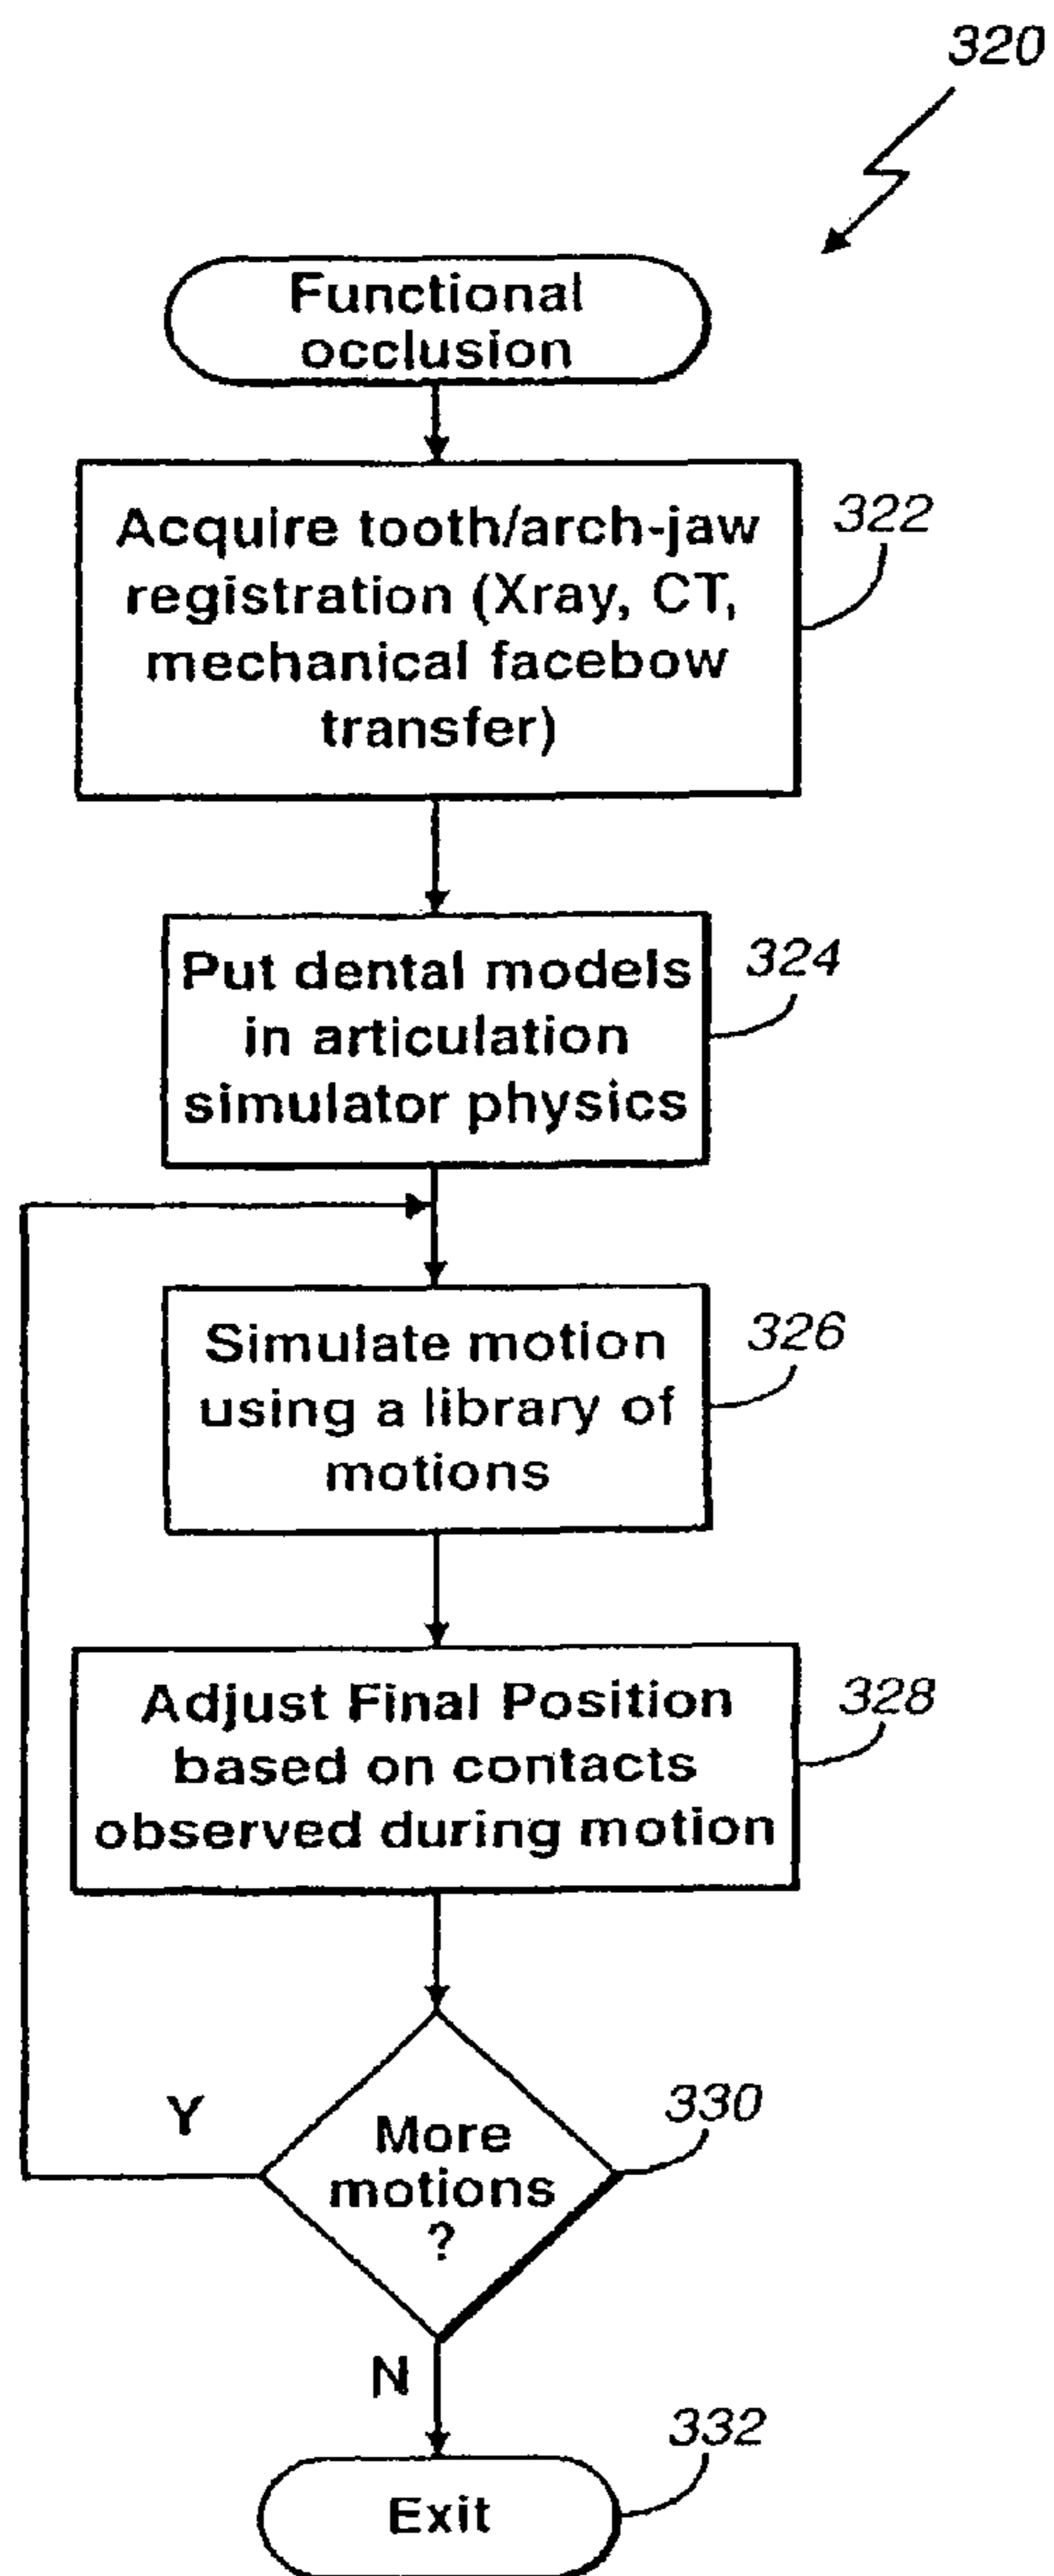 320
Functional
occlusion
Acquire tooth/arch-jaw
registration (Xray, CT,
mechanical facebow
transfer)
322
Put dental models
in articulation
simulator physics
324
Simulate motion
using a library of
motions
326
Adjust Final Position
based on contacts
observed during motion
328
More
motions
?
330
Y
N
Exit
332